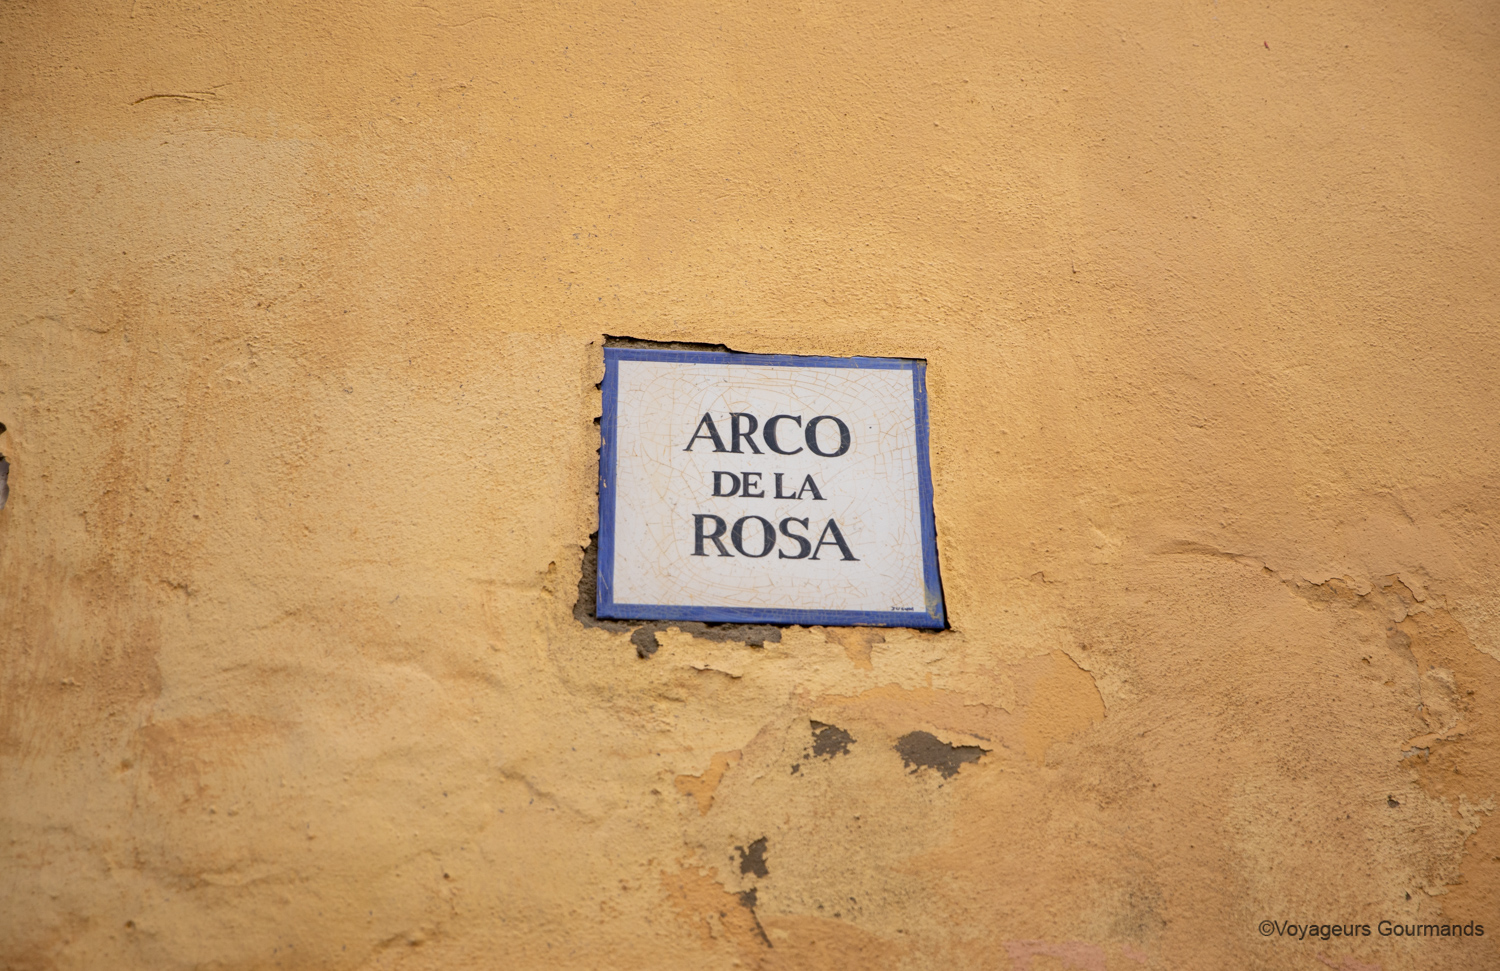 ARCO
DE LA
ROSA
©Voyageurs Gourmands